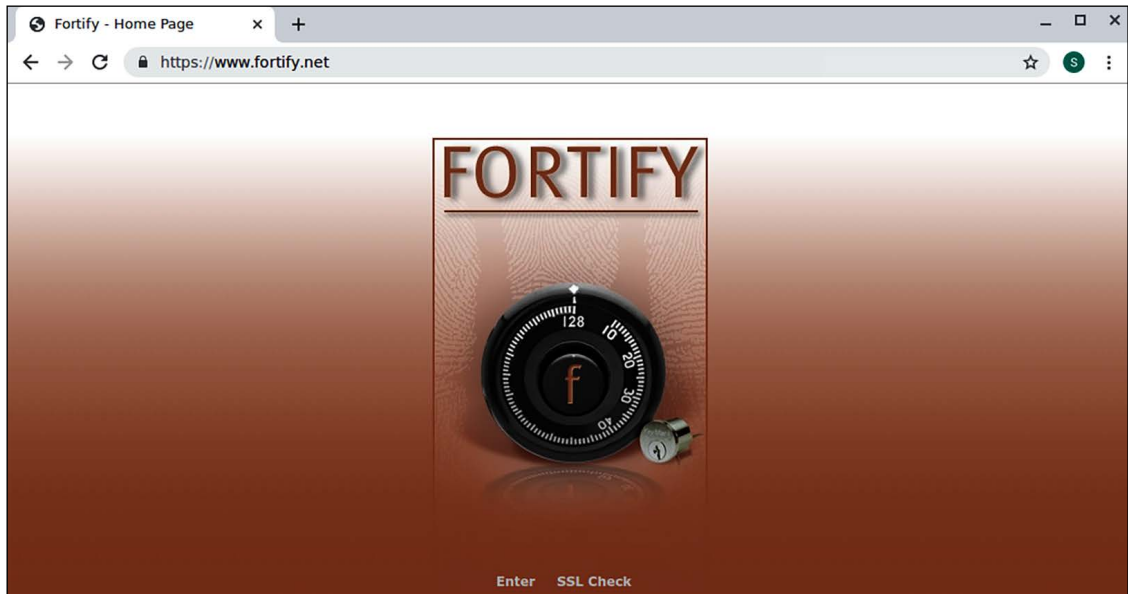 Fortify - Home Page
https://www.fortify.net
S
FORTIFY
128
10
20
30
40
f
Enter SSL Check